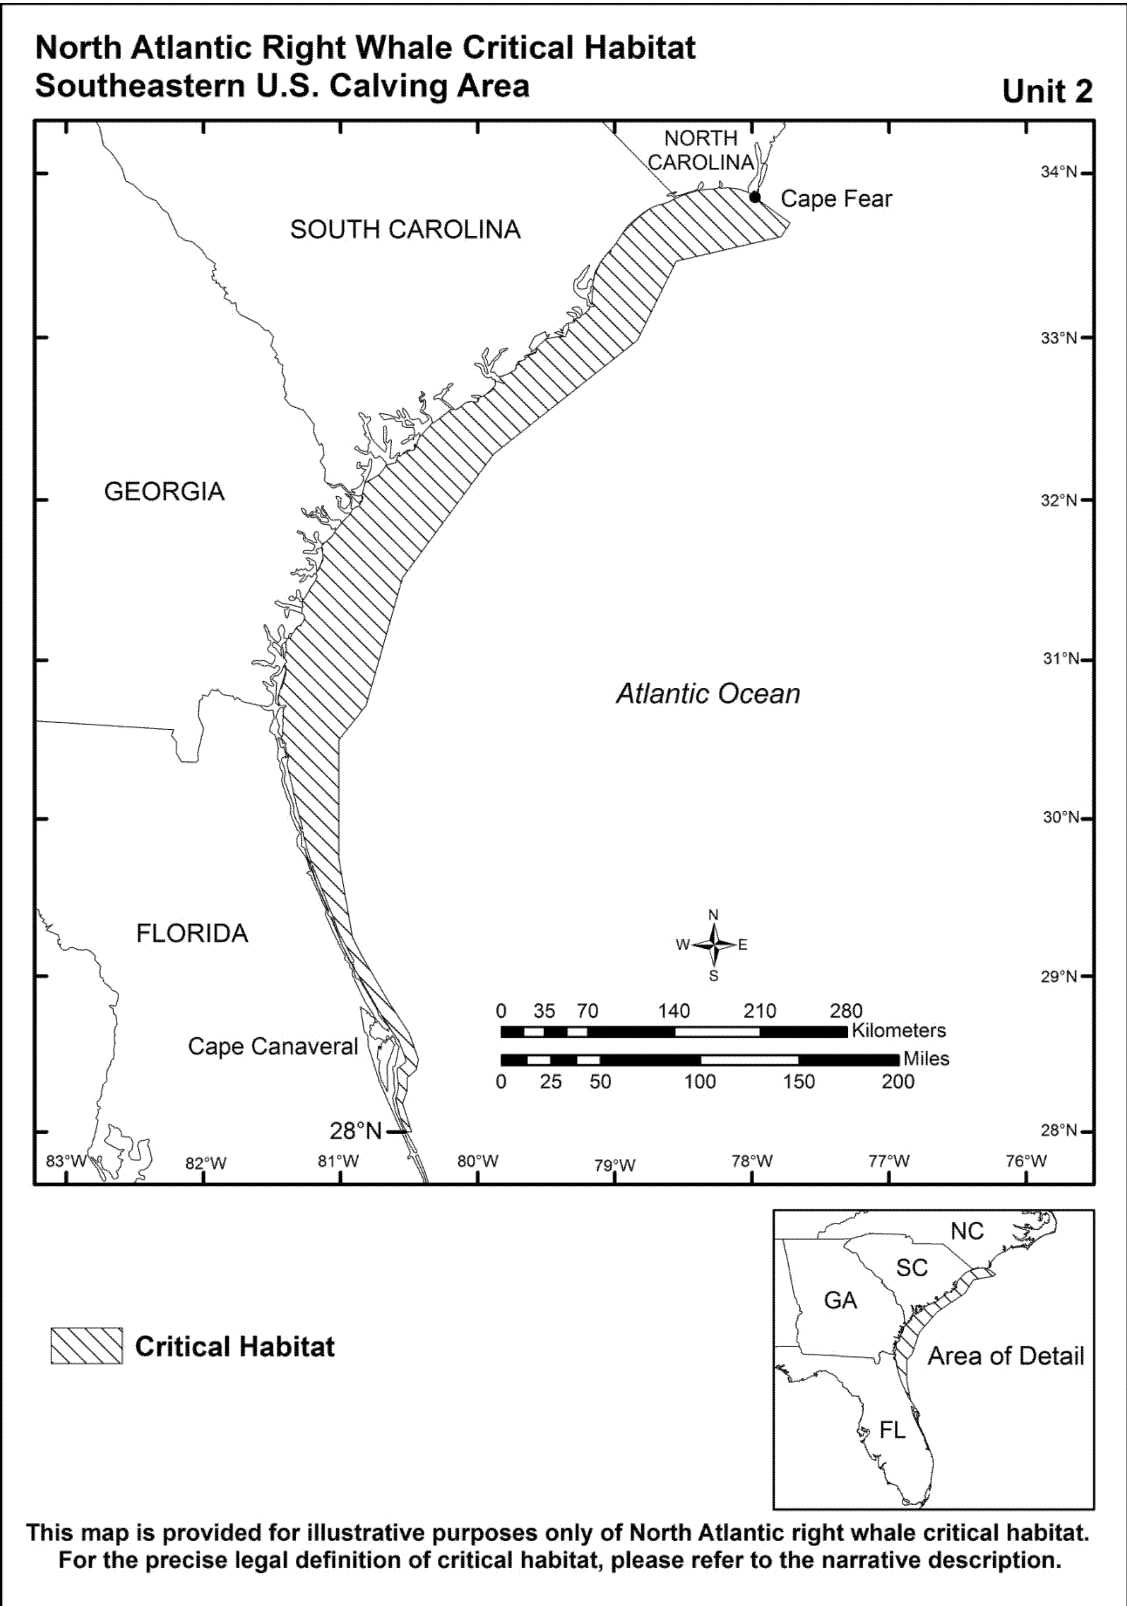 North Atlantic Right Whale Critical Habitat
Southeastern U.S. Calving Area
Unit 2
NORTH
CAROLINA
34°N
Cape Fear
SOUTH CAROLINA
33°N
GEORGIA
32°N
31°N
Atlantic Ocean
30°N
FLORIDA
N
W E
S
29°N
0 35 70 140 210 280
Kilometers
Cape Canaveral
Miles
0 25 50 100 150 200
28°N
28°N
83°W 82°W 81°W 80°W 79°W 78°W 77°W 76°W
NC
SC
GA
Critical Habitat
Area of Detail
FL
This map is provided for illustrative purposes only of North Atlantic right whale critical habitat.
For the precise legal definition of critical habitat, please refer to the narrative description.